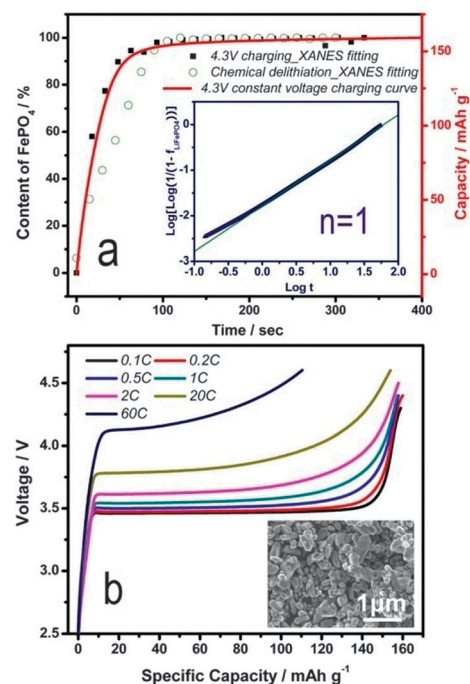 100
80
60
40
20
0
Content of FePO₄ / %
4.3V charging_XANES fitting
Chemical delithiation_XANES fitting
4.3V constant voltage charging curve
Log[Log(1/(1- f_LiFePO4))]
0
-1
-2
-3
-1.0 -0.5 0.0 0.5 1.0 1.5 2.0
Log t
n=1
a
150
100
50
0
Capacity / mAh g⁻¹
0 100 200 300 400
Time / sec
0.1C 0.2C
0.5C 1C
2C 20C
60C
4.5
4.0
3.5
3.0
2.5
Voltage / V
b
1μm
0 20 40 60 80 100 120 140 160
Specific Capacity / mAh g⁻¹